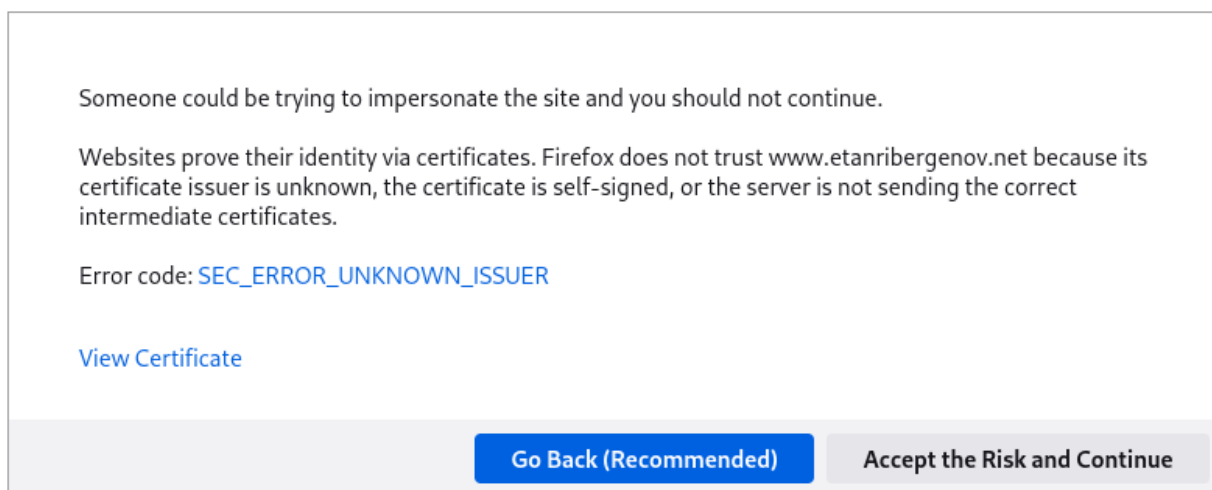 Someone could be trying to impersonate the site and you should not continue.
Websites prove their identity via certificates. Firefox does not trust www.etanribergenov.net because its
certificate issuer is unknown, the certificate is self-signed, or the server is not sending the correct
intermediate certificates.
Error code: SEC_ERROR_UNKNOWN_ISSUER
View Certificate
Go Back (Recommended)
Accept the Risk and Continue